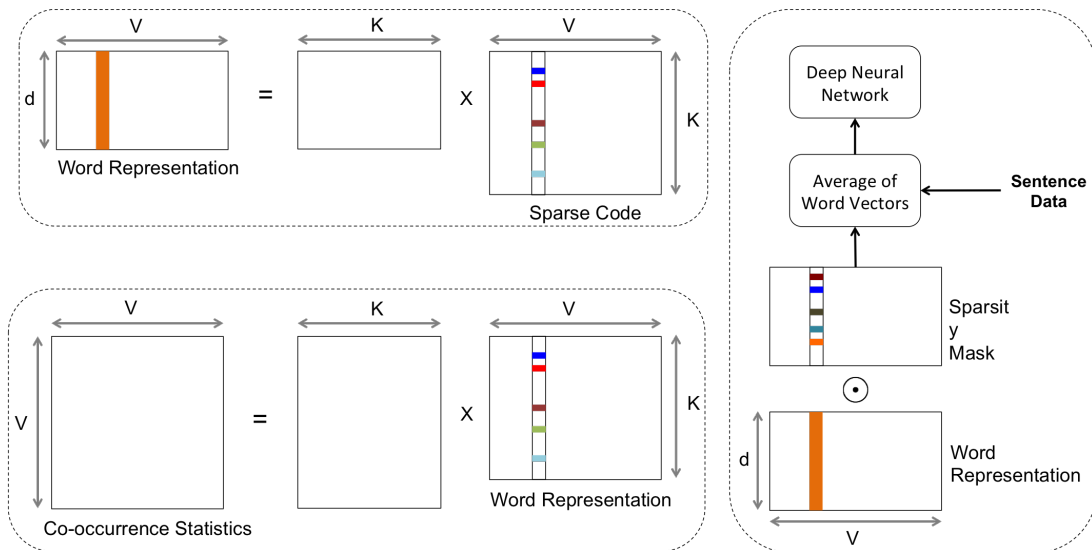 V
K
V
d
=
X
K
Word Representation
Sparse Code
V
K
V
V
=
X
K
Co-occurrence Statistics
Word Representation
Deep Neural
Network
Average of
Word Vectors
Sentence
Data
Sparsit
y
Mask
d
Word
Representation
V